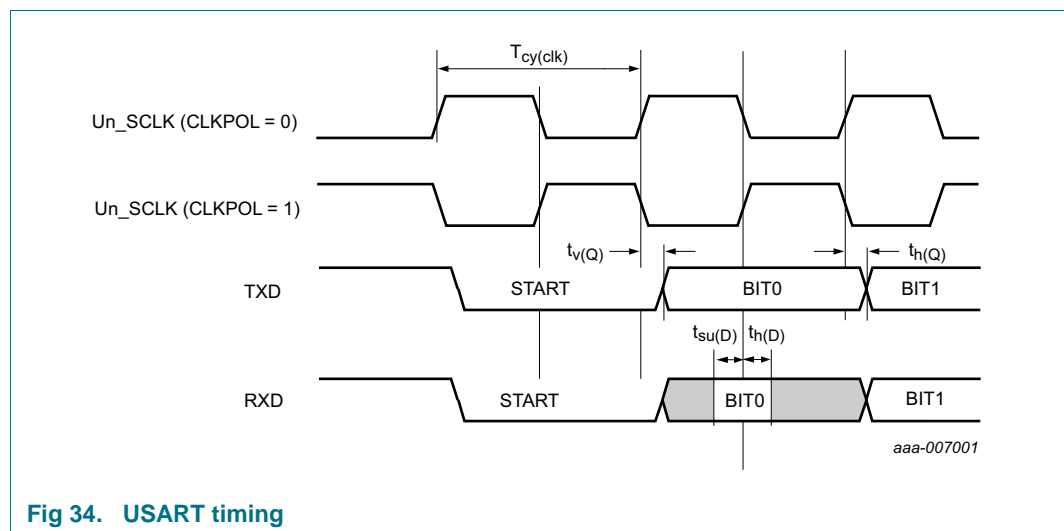 Tcy(clk)
Un_SCLK (CLKPOL = 0)
Un_SCLK (CLKPOL = 1)
tv(Q)
th(Q)
TXD
START
BIT0
BIT1
tsu(D)
th(D)
RXD
START
BIT0
BIT1
aaa-007001
Fig 34. USART timing